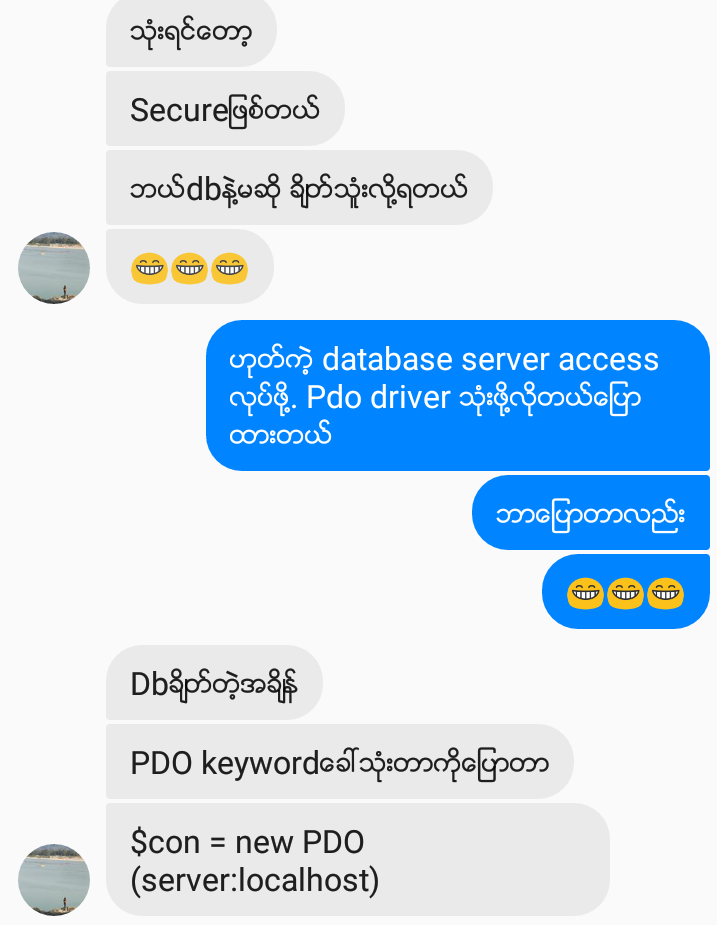 သုံးရင်တော့
Secureဖြစ်တယ်
ဘယ်dbနဲ့မဆို ချိတ်သူံးလို့ရတယ်
😁😁😁
ဟုတ်ကဲ့ database server access
လုပ်ဖို့. Pdo driver သုံးဖို့လိုတယ်ပြော
ထားတယ်
ဘာပြောတာလည်း
😁😁😁
Dbချိတ်တဲ့အချိန်
PDO keywordခေါ်သုံးတာကိုပြောတာ
$con = new PDO
(server:localhost)